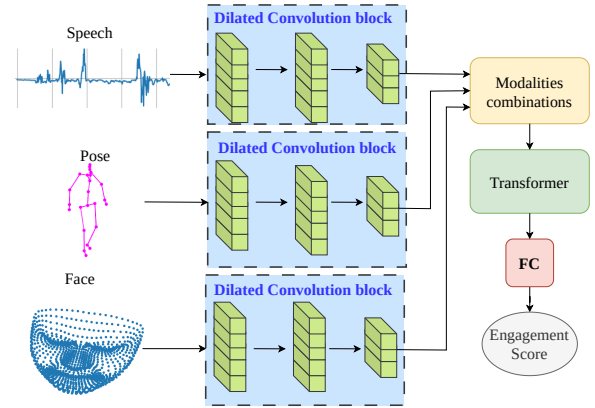 Speech
Dilated Convolution block
Modalities
combinations
Pose
Dilated Convolution block
Transformer
Face
Dilated Convolution block
FC
Engagement
Score